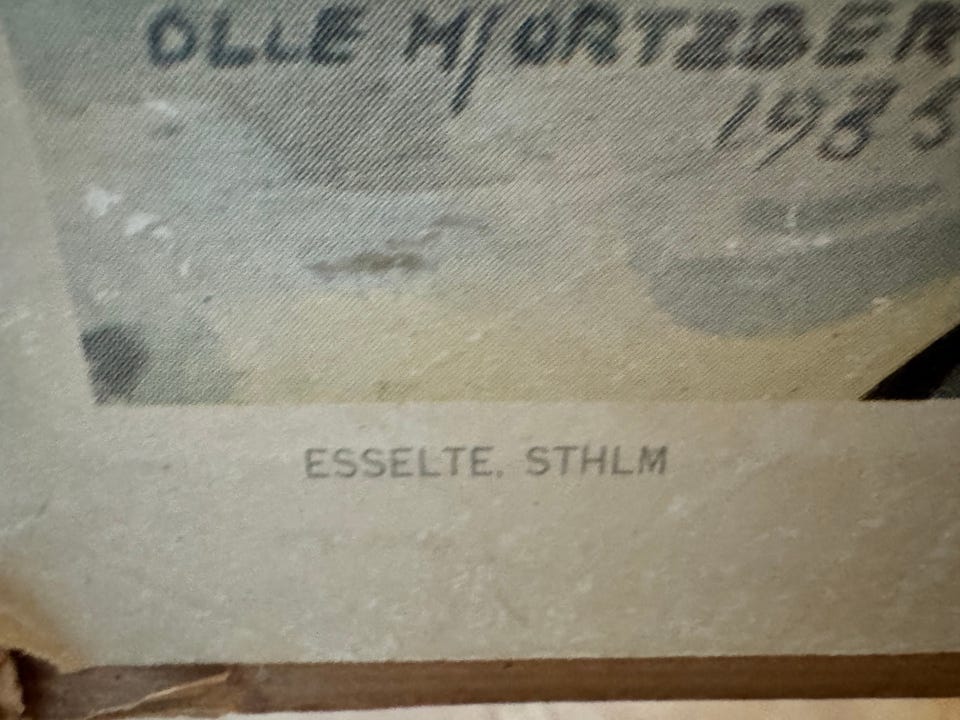 OLLE HJORTZBER
1935
ESSELTE, STHLM